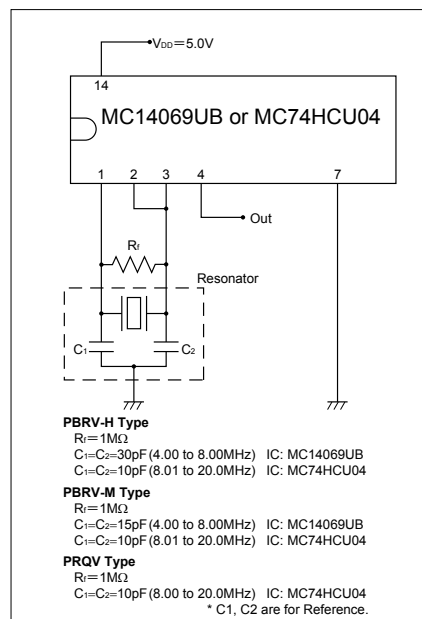 VDD=5.0V
14
MC14069UB or MC74HCU04
1 2 3 4 7
Out
Rf
Resonator
C1 C2
PBRV-H Type
Rf=1MΩ
C1=C2=30pF(4.00 to 8.00MHz) IC: MC14069UB
C1=C2=10pF(8.01 to 20.0MHz) IC: MC74HCU04
PBRV-M Type
Rf=1MΩ
C1=C2=15pF(4.00 to 8.00MHz) IC: MC14069UB
C1=C2=10pF(8.01 to 20.0MHz) IC: MC74HCU04
PRQV Type
Rf=1MΩ
C1=C2=10pF(8.00 to 20.0MHz) IC: MC74HCU04
* C1, C2 are for Reference.